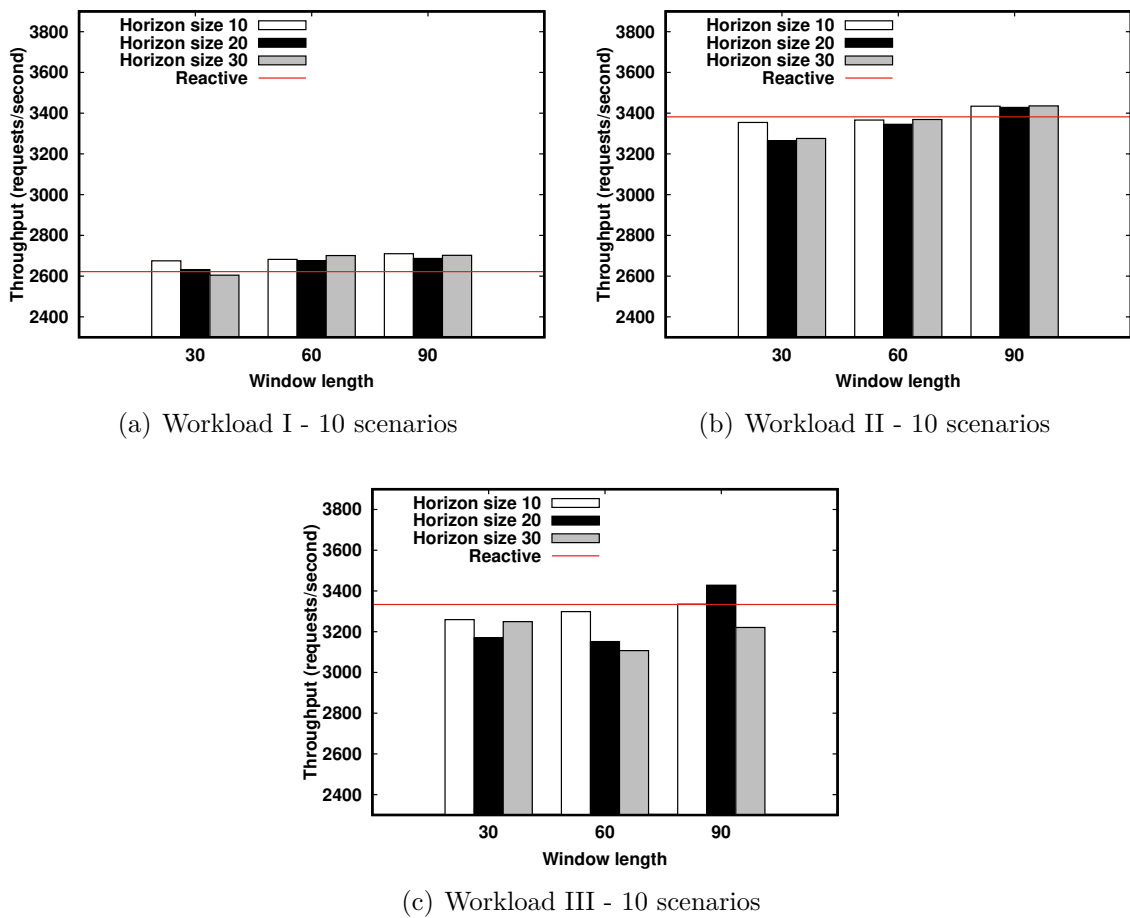 3800
3600
3400
3200
3000
2800
2600
2400
Throughput (requests/second)
Horizon size 10
Horizon size 20
Horizon size 30
Reactive
30 60 90
Window length
(a) Workload I - 10 scenarios
3800
3600
3400
3200
3000
2800
2600
2400
Throughput (requests/second)
Horizon size 10
Horizon size 20
Horizon size 30
Reactive
30 60 90
Window length
(b) Workload II - 10 scenarios
3800
3600
3400
3200
3000
2800
2600
2400
Throughput (requests/second)
Horizon size 10
Horizon size 20
Horizon size 30
Reactive
30 60 90
Window length
(c) Workload III - 10 scenarios